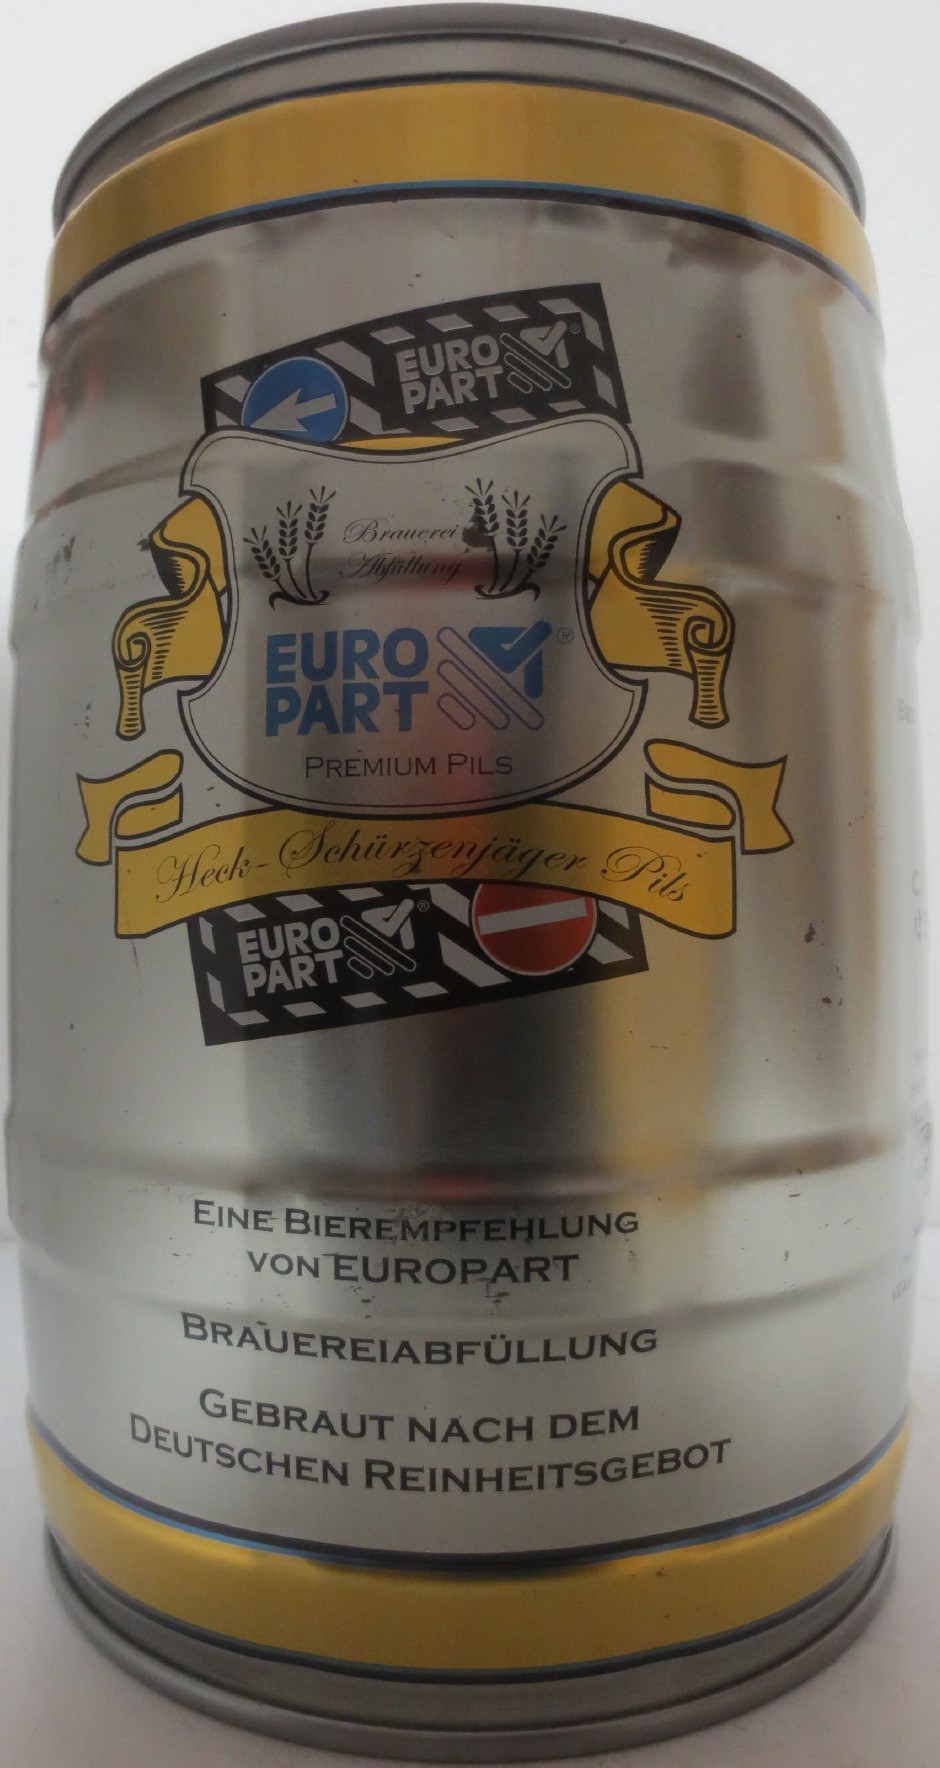 EURO
PART ®
Brauerei
Abfüllung
EURO
PART ®
PREMIUM PILS
Heck-Schürzenjäger Pils
EURO
PART ®
EINE BIEREMPFEHLUNG
VON EUROPART
BRAUEREIABFÜLLUNG
GEBRAUT NACH DEM
DEUTSCHEN REINHEITSGEBOT